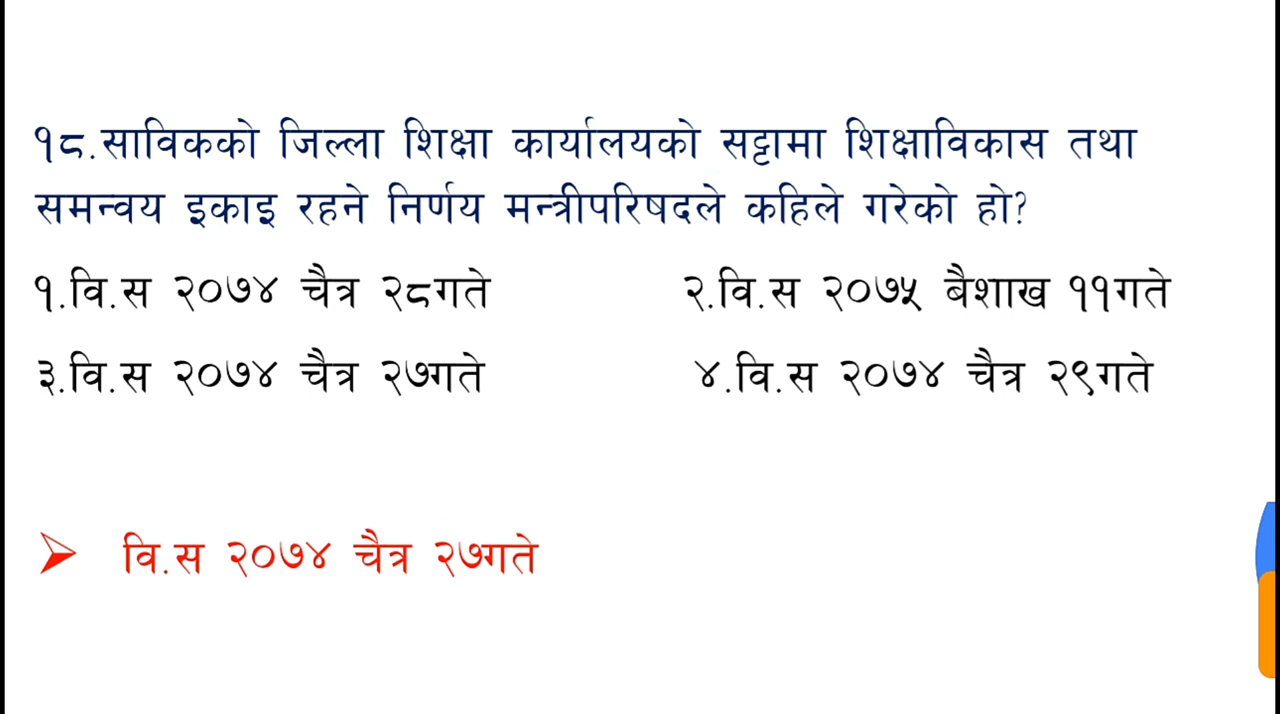 १८.साविकको जिल्ला शिक्षा कार्यालयको सट्टामा शिक्षाविकास तथा
समन्वय इकाइ रहने निर्णय मन्त्रीपरिषदले कहिले गरेको हो?
१.वि.स २०७४ चैत्र २८गते २.वि.स २०७५ बैशाख ११गते
३.वि.स २०७४ चैत्र २७गते ४.वि.स २०७४ चैत्र २९गते
➢ वि.स २०७४ चैत्र २७गते